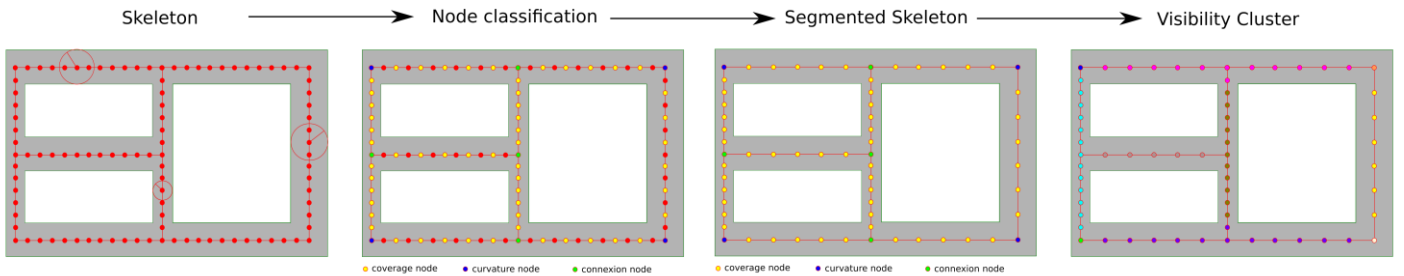 Skeleton Node classification Segmented Skeleton Visibility Cluster
coverage node curvature node connexion node coverage node curvature node connexion node